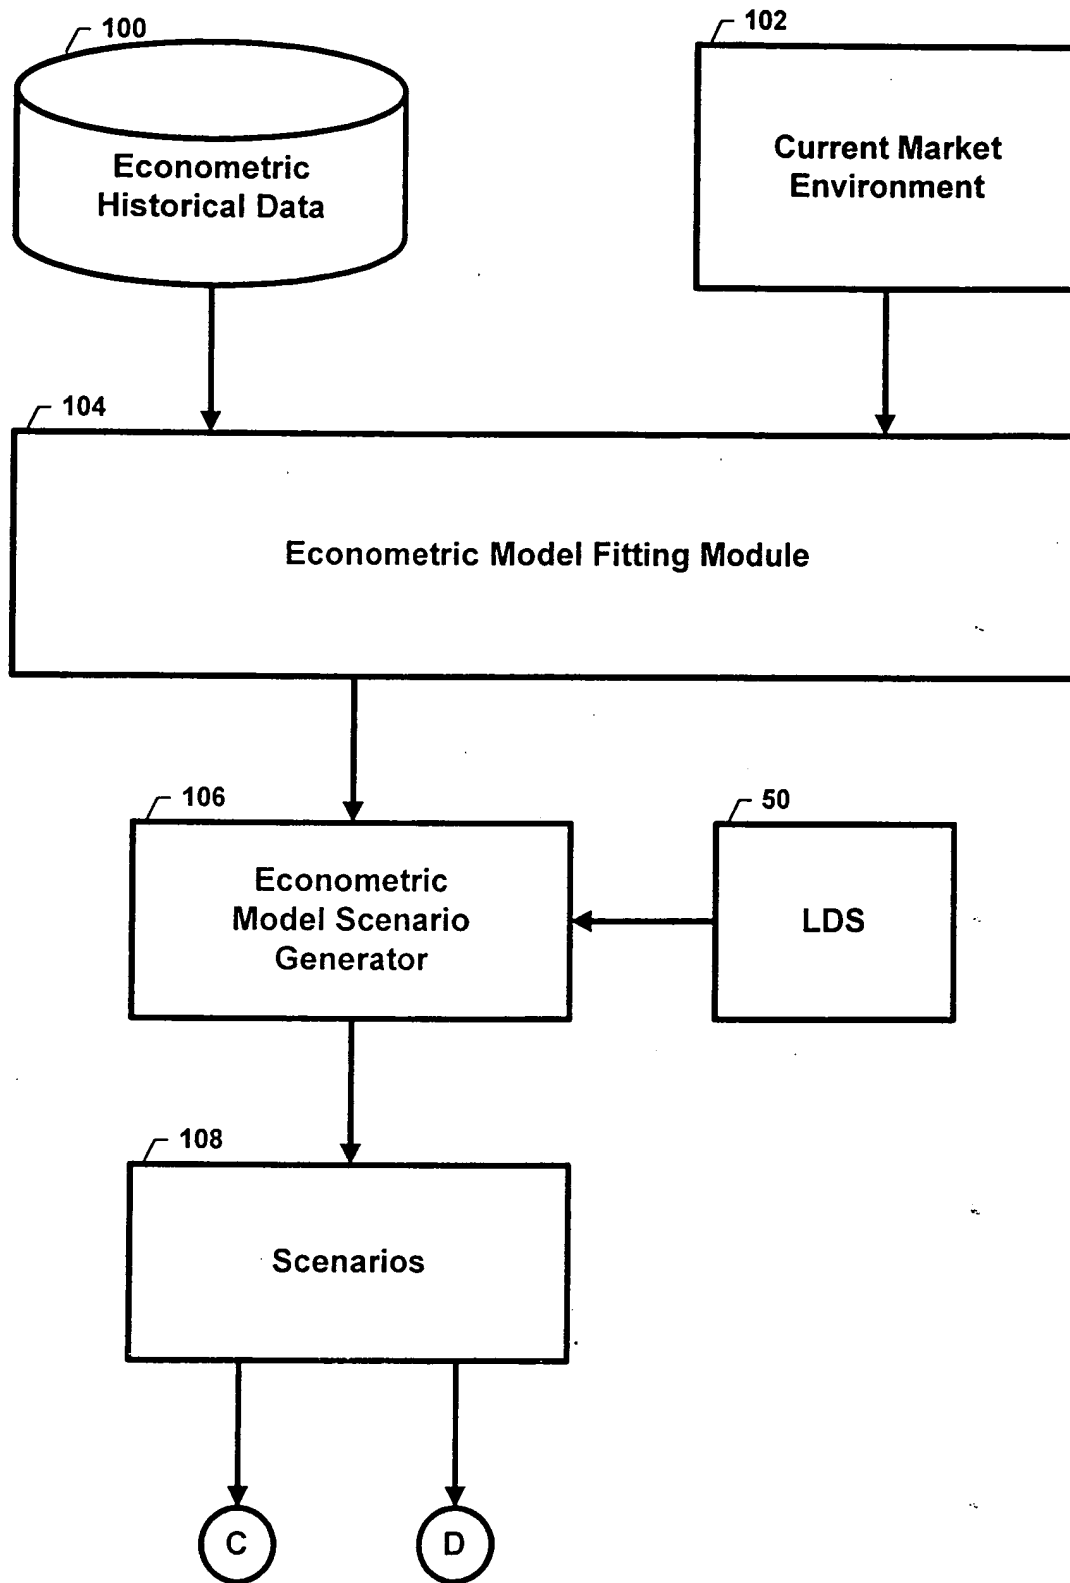 100
Econometric
Historical Data
102
Current Market
Environment
104
Econometric Model Fitting Module
106
Econometric
Model Scenario
Generator
50
LDS
108
Scenarios
C
D